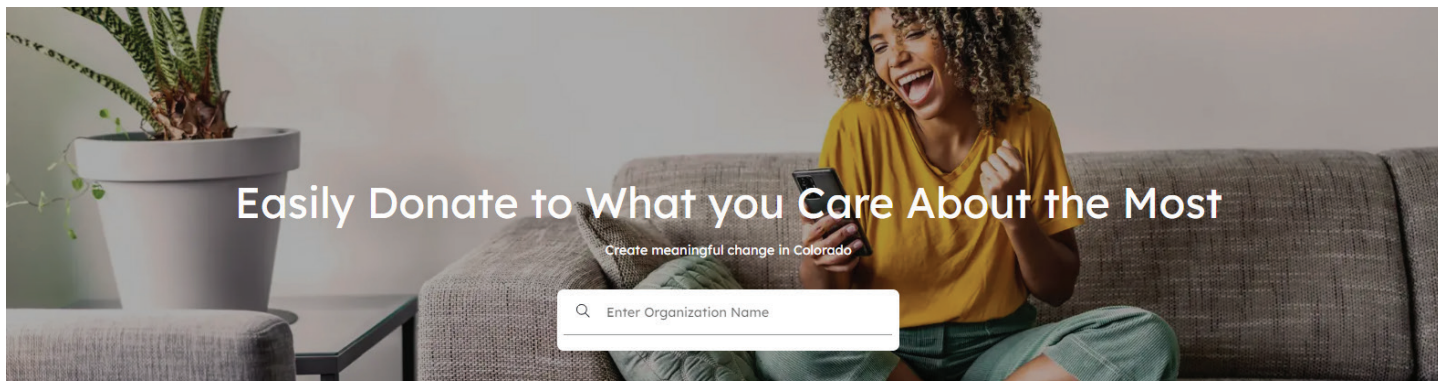 Easily Donate to What you Care About the Most
Create meaningful change in Colorado
Enter Organization Name